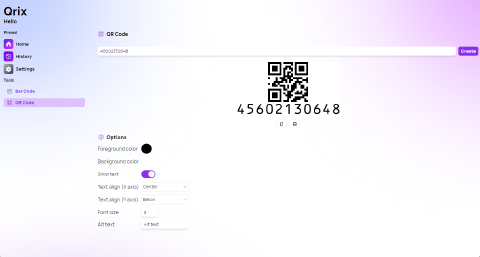 Qrix
Hello
Pinned
Home
History
Settings
Tools
Bar Code
QR Code
QR Code
45602130648
Create
45602130648
Options
Foreground color
Background color
Show text
Text align (X axis)
Center
Text align (Y axis)
Below
Font size
Alt text
Alt text